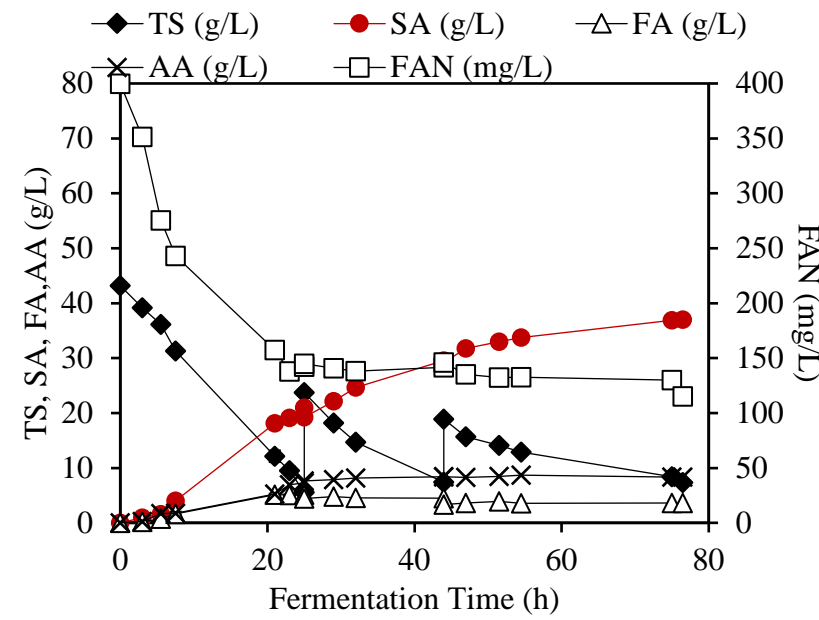 TS (g/L) SA (g/L) FA (g/L)
AA (g/L) FAN (mg/L)
80 400
70 350
60 300
50 250
40 200
30 150
20 100
10 50
0 0
0 20 40 60 80
TS, SA, FA,AA (g/L)
FAN (mg/L)
Fermentation Time (h)